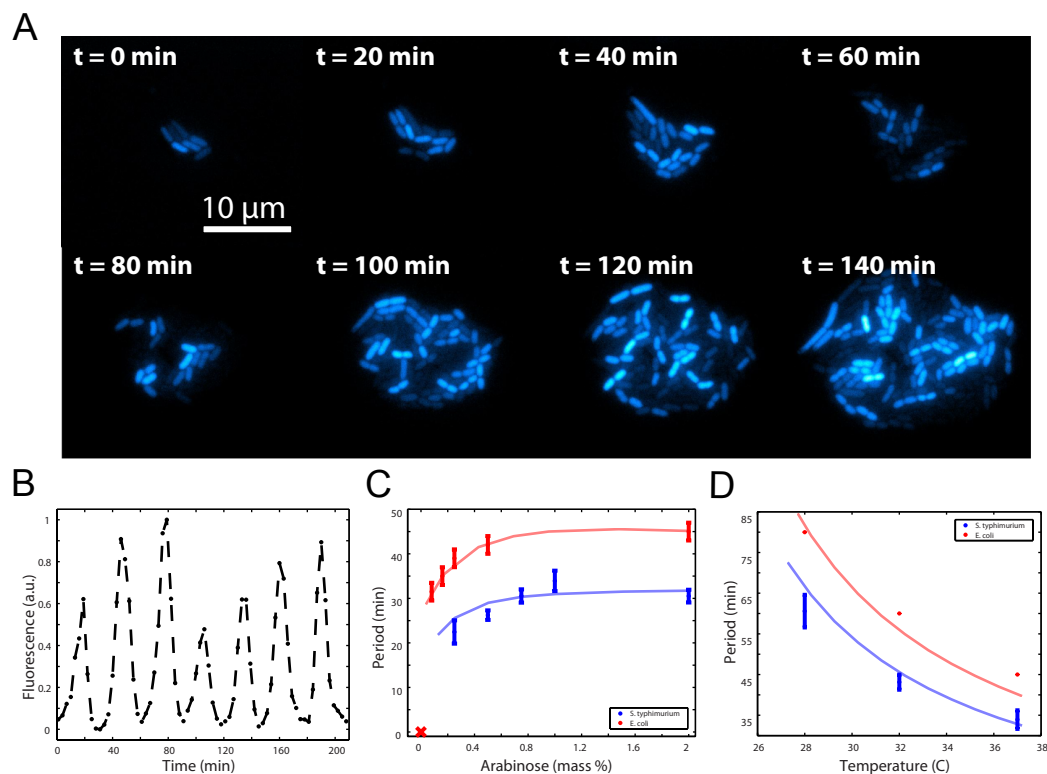 A
t = 0 min
t = 20 min
t = 40 min
t = 60 min
10 µm
t = 80 min
t = 100 min
t = 120 min
t = 140 min
B
C
D
Fluorescence (a.u.)
1
0.8
0.6
0.4
0.2
0
0 40 80 120 160 200
Time (min)
Period (min)
50
40
30
20
10
0
0 0.4 0.8 1.2 1.6 2
Arabinose (mass %)
S. typhimurium
E. coli
Period (min)
85
75
65
55
45
35
26 28 30 32 34 36 38
Temperature (C)
S. typhimurium
E. coli